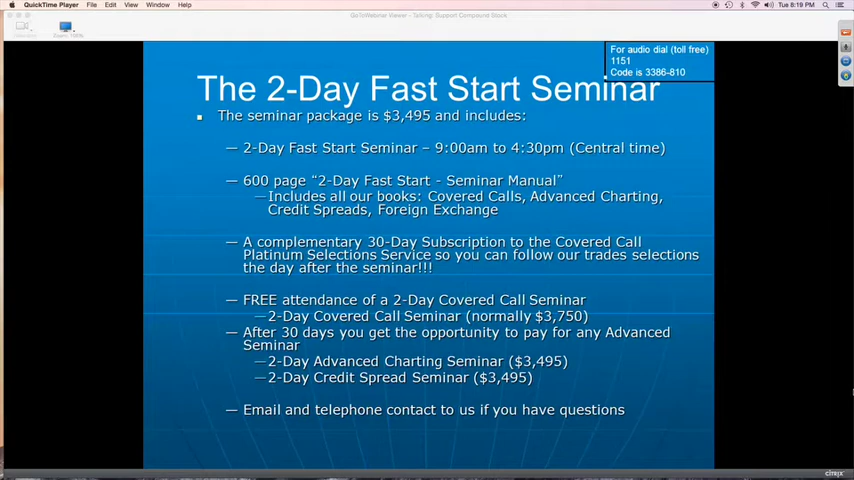 QuickTime Player File Edit View Window Help
Tue 8:19 PM
GoToWebinar Viewer - Talking: Support Compound Stock
For audio dial (toll free)
1151
Code is 3386-810
The 2-Day Fast Start Seminar
The seminar package is $3,495 and includes:
— 2-Day Fast Start Seminar – 9:00am to 4:30pm (Central time)
— 600 page “2-Day Fast Start - Seminar Manual”
—Includes all our books: Covered Calls, Advanced Charting,
Credit Spreads, Foreign Exchange
— A complementary 30-Day Subscription to the Covered Call
Platinum Selections Service so you can follow our trades selections
the day after the seminar!!!
— FREE attendance of a 2-Day Covered Call Seminar
—2-Day Covered Call Seminar (normally $3,750)
— After 30 days you get the opportunity to pay for any Advanced
Seminar
—2-Day Advanced Charting Seminar ($3,495)
—2-Day Credit Spread Seminar ($3,495)
— Email and telephone contact to us if you have questions
CITRIX